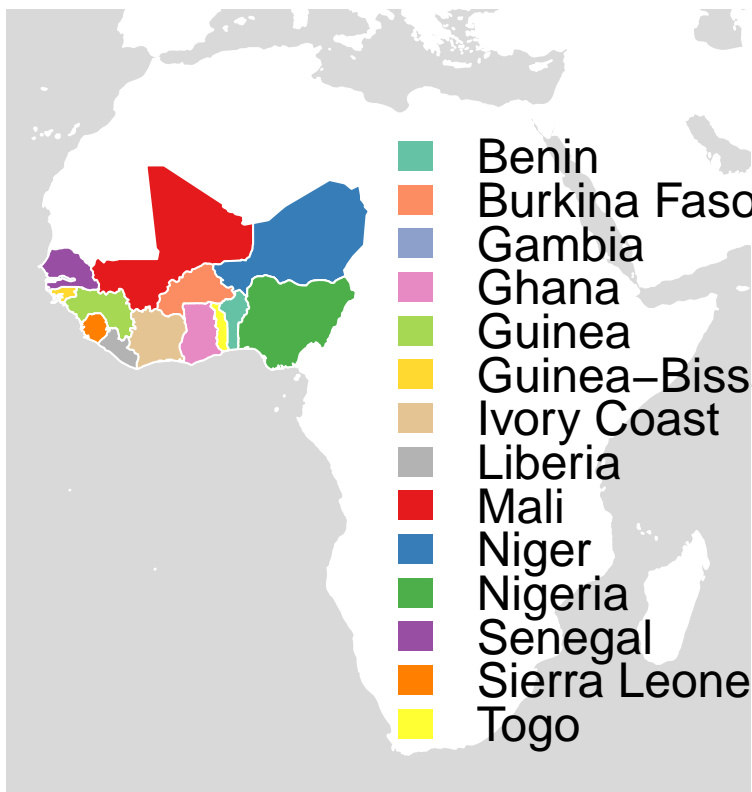 Benin
Burkina Faso
Gambia
Ghana
Guinea
Guinea−Biss
Ivory Coast
Liberia
Mali
Niger
Nigeria
Senegal
Sierra Leone
Togo